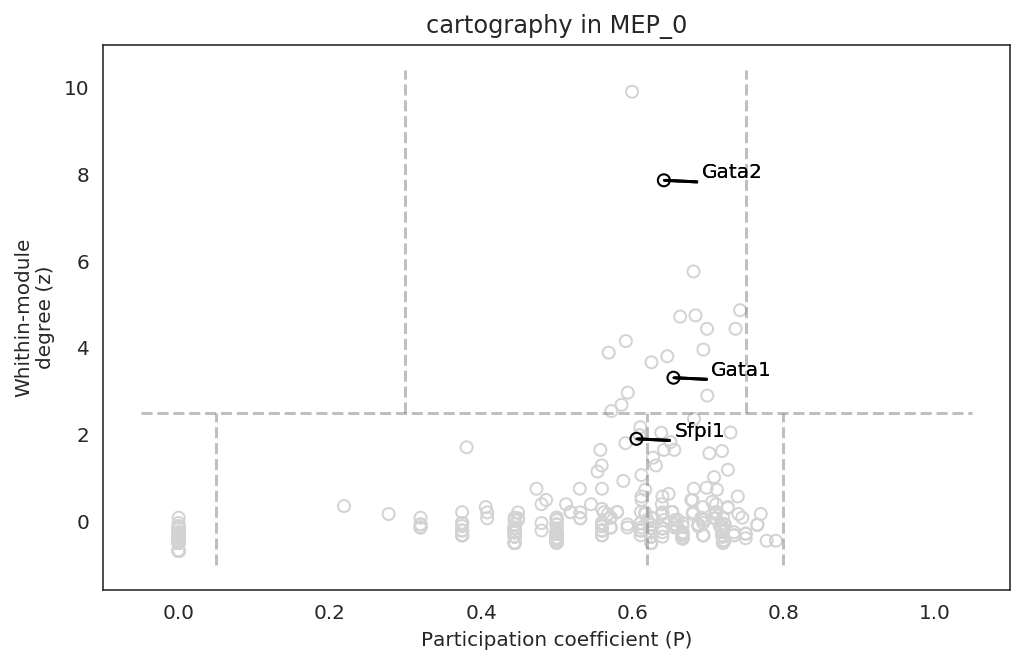 cartography in MEP_0
Whithin-module
degree (z)
10
8
6
4
2
0
Gata2
Gata1
Sfpi1
0.0 0.2 0.4 0.6 0.8 1.0
Participation coefficient (P)